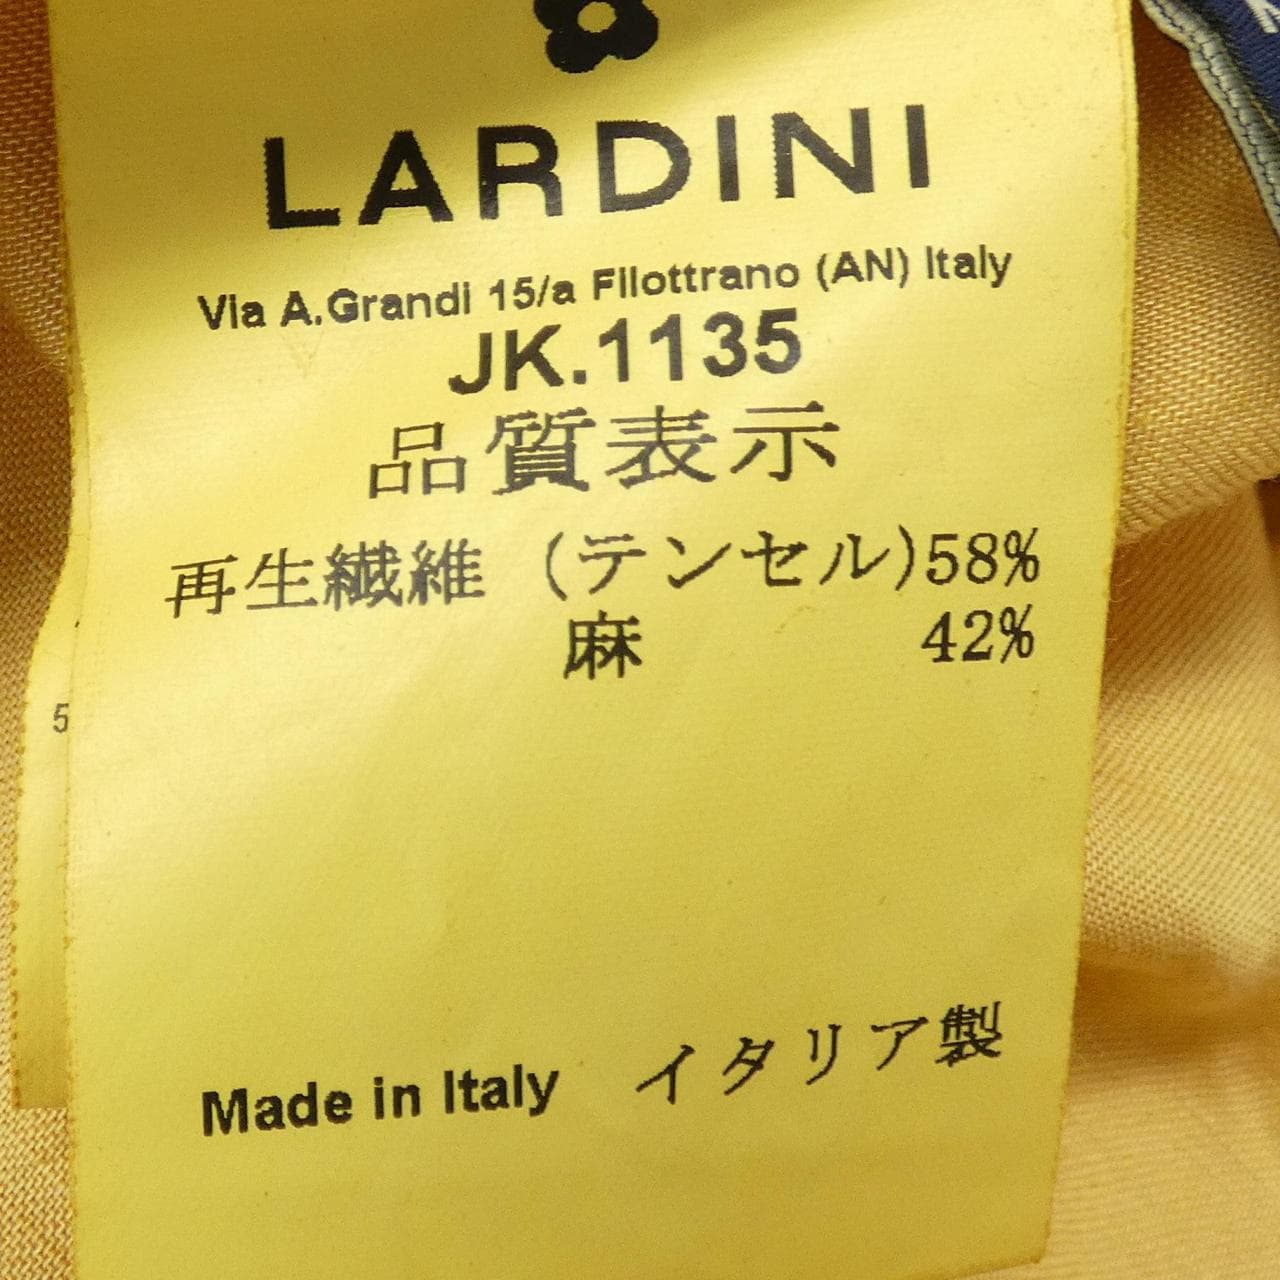 LARDINI
Via A.Grandi 15/a Filottrano (AN) Italy
JK.1135
品質表示
再生繊維 (テンセル)58%
麻 42%
5
Made in Italy イタリア製